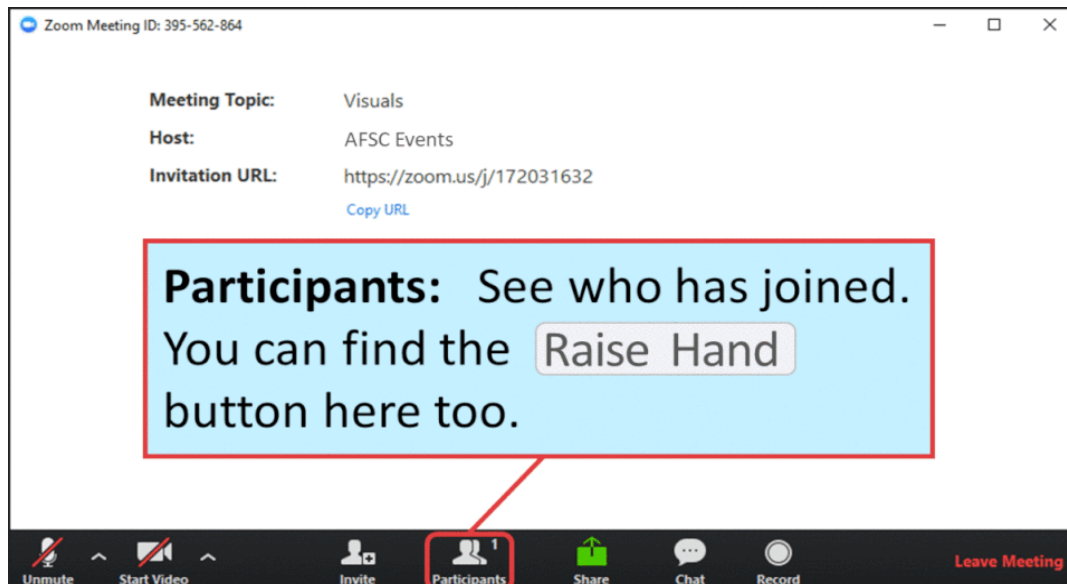 Zoom Meeting ID: 395-562-864
Meeting Topic: Visuals
Host: AFSC Events
Invitation URL: https://zoom.us/j/172031632
Copy URL
Participants: See who has joined.
You can find the Raise Hand
button here too.
1
Unmute Start Video Invite Participants Share Chat Record Leave Meeting